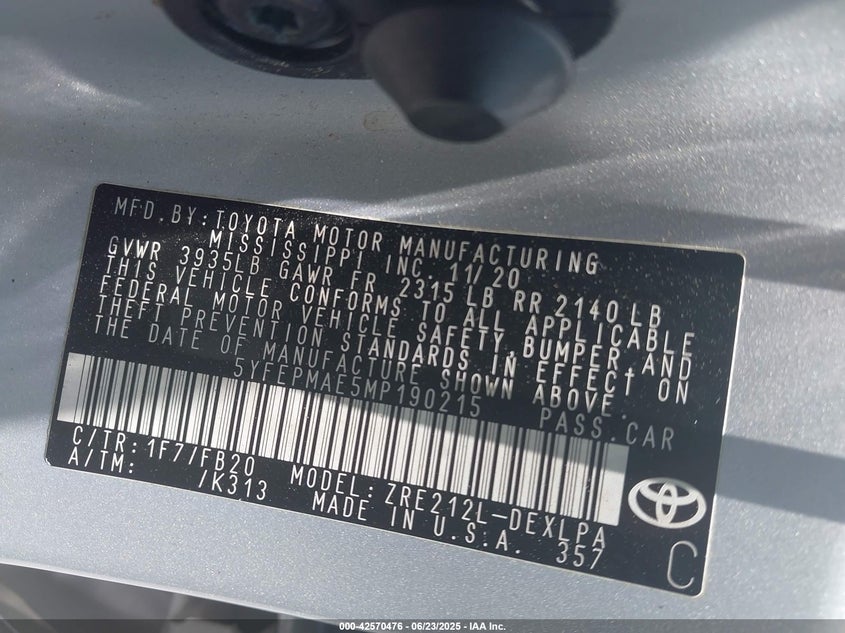 MFD. BY: TOYOTA MOTOR MANUFACTURING
MISSISSIPPI INC. 11/20
GVWR 3935LB GAWR FR 2315 LB RR 2140 LB
THIS VEHICLE CONFORMS TO ALL APPLICABLE
FEDERAL MOTOR VEHICLE SAFETY, BUMPER, AND
THEFT PREVENTION STANDARDS IN EFFECT ON
THE DATE OF MANUFACTURE SHOWN ABOVE.
5YFEPMAE5MP190215 PASS. CAR
C/TR: 1F7/FB20 MODEL: ZRE212L-DEXLPA
A/TM: /K313 MADE IN U.S.A. 357
C
000-42570476 - 06/23/2025 - IAA Inc.